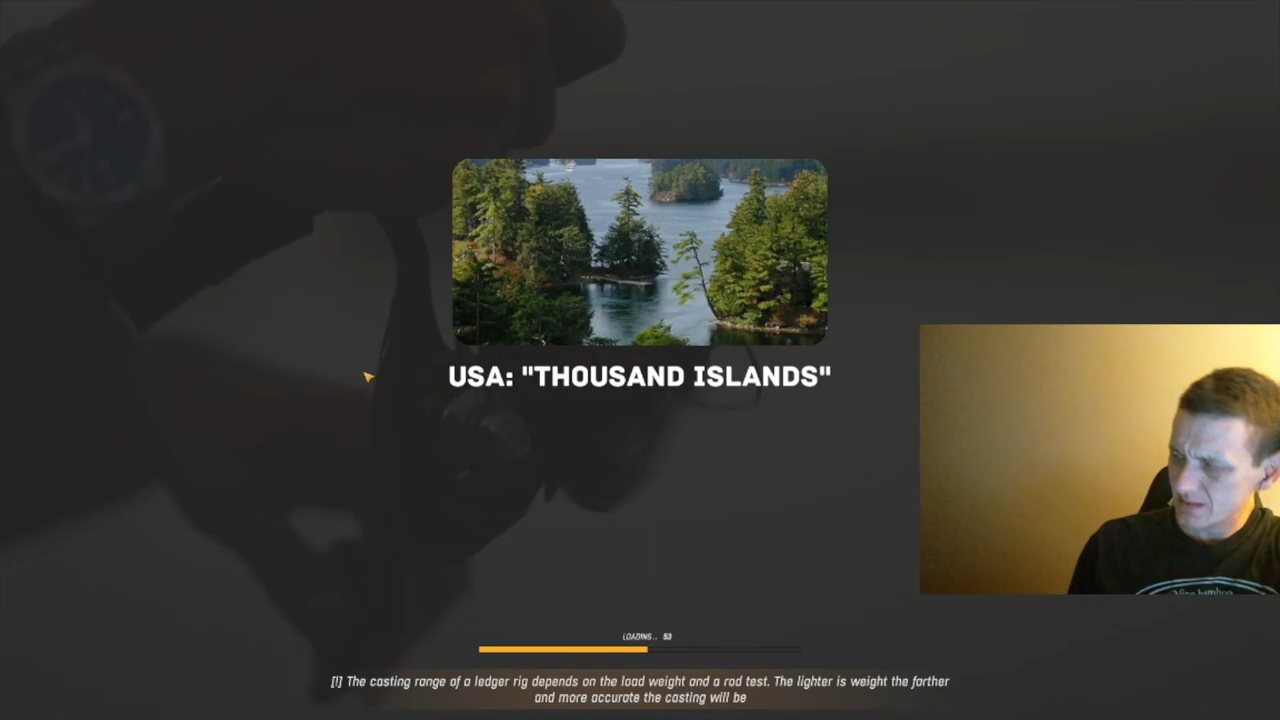 USA: "THOUSAND ISLANDS"
LOADING... 53
[!] The casting range of a ledger rig depends on the load weight and a rod test. The lighter is weight the farther
and more accurate the casting will be
bamboo